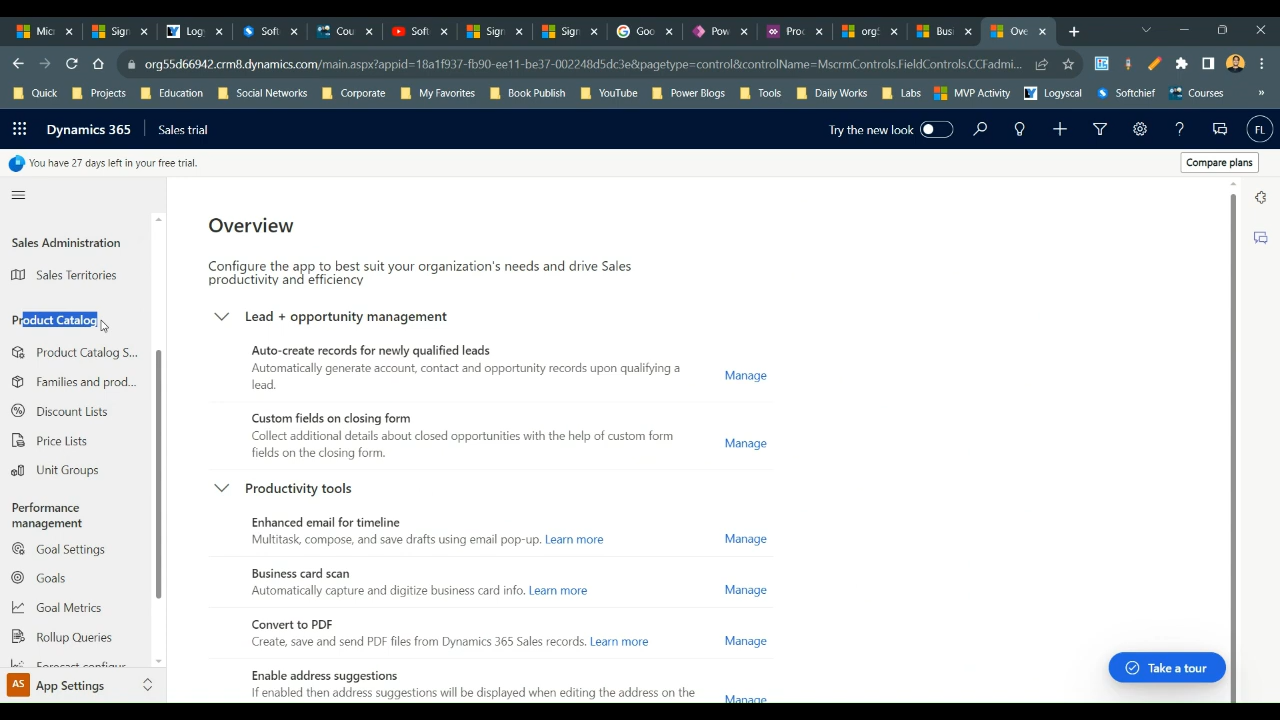 Mic
Sign
Log
Soft
Cou
Soft
Sign
Sign
Goo
Pow
Proc
orgS
Busi
Ove
org55d66942.crm8.dynamics.com/main.aspx?appid=18a1f937-fb90-ee11-be37-002248d5dc3e&pagetype=control&controlName=MscrmControls.FieldControls.CCFadmi...
Quick
Projects
Education
Social Networks
Corporate
My Favorites
Book Publish
YouTube
Power Blogs
Tools
Daily Works
Labs
MVP Activity
Logyscal
Softchief
Courses
»
Dynamics 365
Sales trial
Try the new look
FL
You have 27 days left in your free trial.
Compare plans
Sales Administration
Sales Territories
Product Catalog
Product Catalog S...
Families and prod...
Discount Lists
Price Lists
Unit Groups
Performance
management
Goal Settings
Goals
Goal Metrics
Rollup Queries
Forecast configur
AS
App Settings
Overview
Configure the app to best suit your organization's needs and drive Sales
productivity and efficiency
Lead + opportunity management
Auto-create records for newly qualified leads
Automatically generate account, contact and opportunity records upon qualifying a
lead.
Manage
Custom fields on closing form
Collect additional details about closed opportunities with the help of custom form
fields on the closing form.
Manage
Productivity tools
Enhanced email for timeline
Multitask, compose, and save drafts using email pop-up. Learn more
Manage
Business card scan
Automatically capture and digitize business card info. Learn more
Manage
Convert to PDF
Create, save and send PDF files from Dynamics 365 Sales records. Learn more
Manage
Enable address suggestions
If enabled then address suggestions will be displayed when editing the address on the
Manage
Take a tour